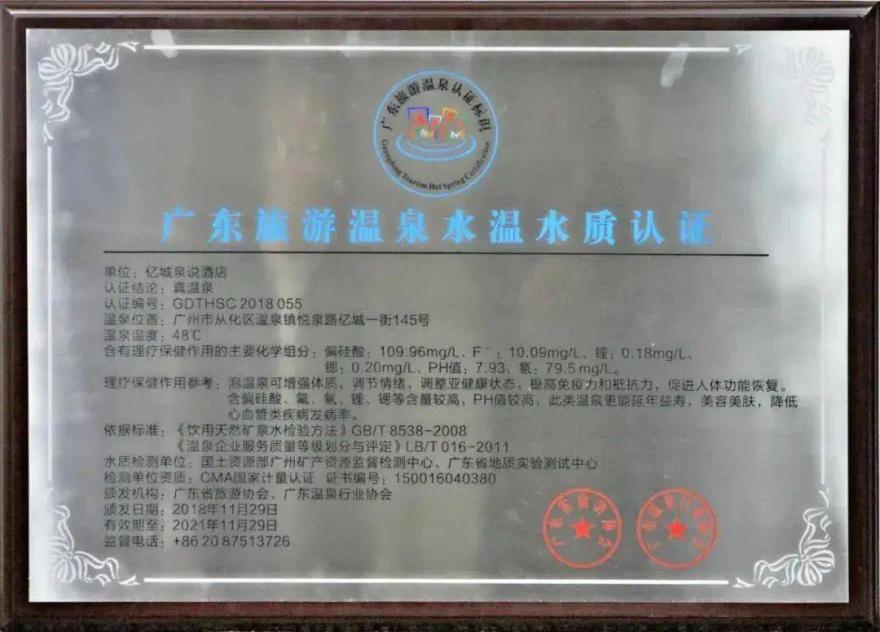 广东旅游温泉认证标识
Guangdong Tourism Hot Spring Certification
广东旅游温泉水温水质认证
单位：亿城泉说酒店
认证结论：真温泉
认证编号：GDTHSC 2018 055
温泉位置：广州市从化区温泉镇悦泉路亿城一街145号
温泉温度：48℃
含有理疗保健作用的主要化学组分：偏硅酸：109.96mg/L、F⁻：10.09mg/L、锂：0.18mg/L、
锶：0.20mg/L、PH值：7.93、氡：79.5mg/L。
理疗保健作用参考：泡温泉可增强体质，调节情绪，调整亚健康状态，提高免疫力和抵抗力，促进人体功能恢复。
含偏硅酸、氟、氡、锂、锶等含量较高，PH值较高，此类温泉更能延年益寿，美容美肤，降低
心血管类疾病发病率。
依据标准：《饮用天然矿泉水检验方法》GB/T 8538-2008
《温泉企业服务质量等级划分与评定》LB/T 016-2011
水质检测单位：国土资源部广州矿产资源监督检测中心、广东省地质实验测试中心
检测单位资质：CMA国家计量认证 证书编号：150016040380
颁发机构：广东省旅游协会、广东温泉行业协会
颁发日期：2018年11月29日
有效期至：2021年11月29日
监督电话：+86 20 87513726
广东省旅游协会